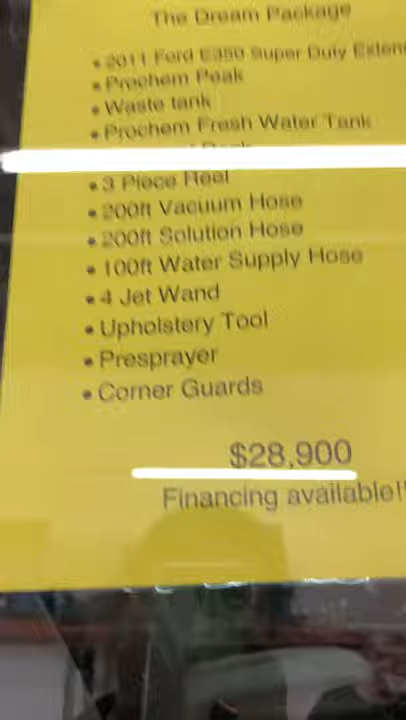 The Dream Package
• 2011 Ford E350 Super Duty Exten
• Prochem Peak
• Waste tank
• Prochem Fresh Water Tank
• 3 Piece Reel
• 200ft Vacuum Hose
• 200ft Solution Hose
• 100ft Water Supply Hose
• 4 Jet Wand
• Upholstery Tool
• Presprayer
• Corner Guards
$28,900
Financing available!!